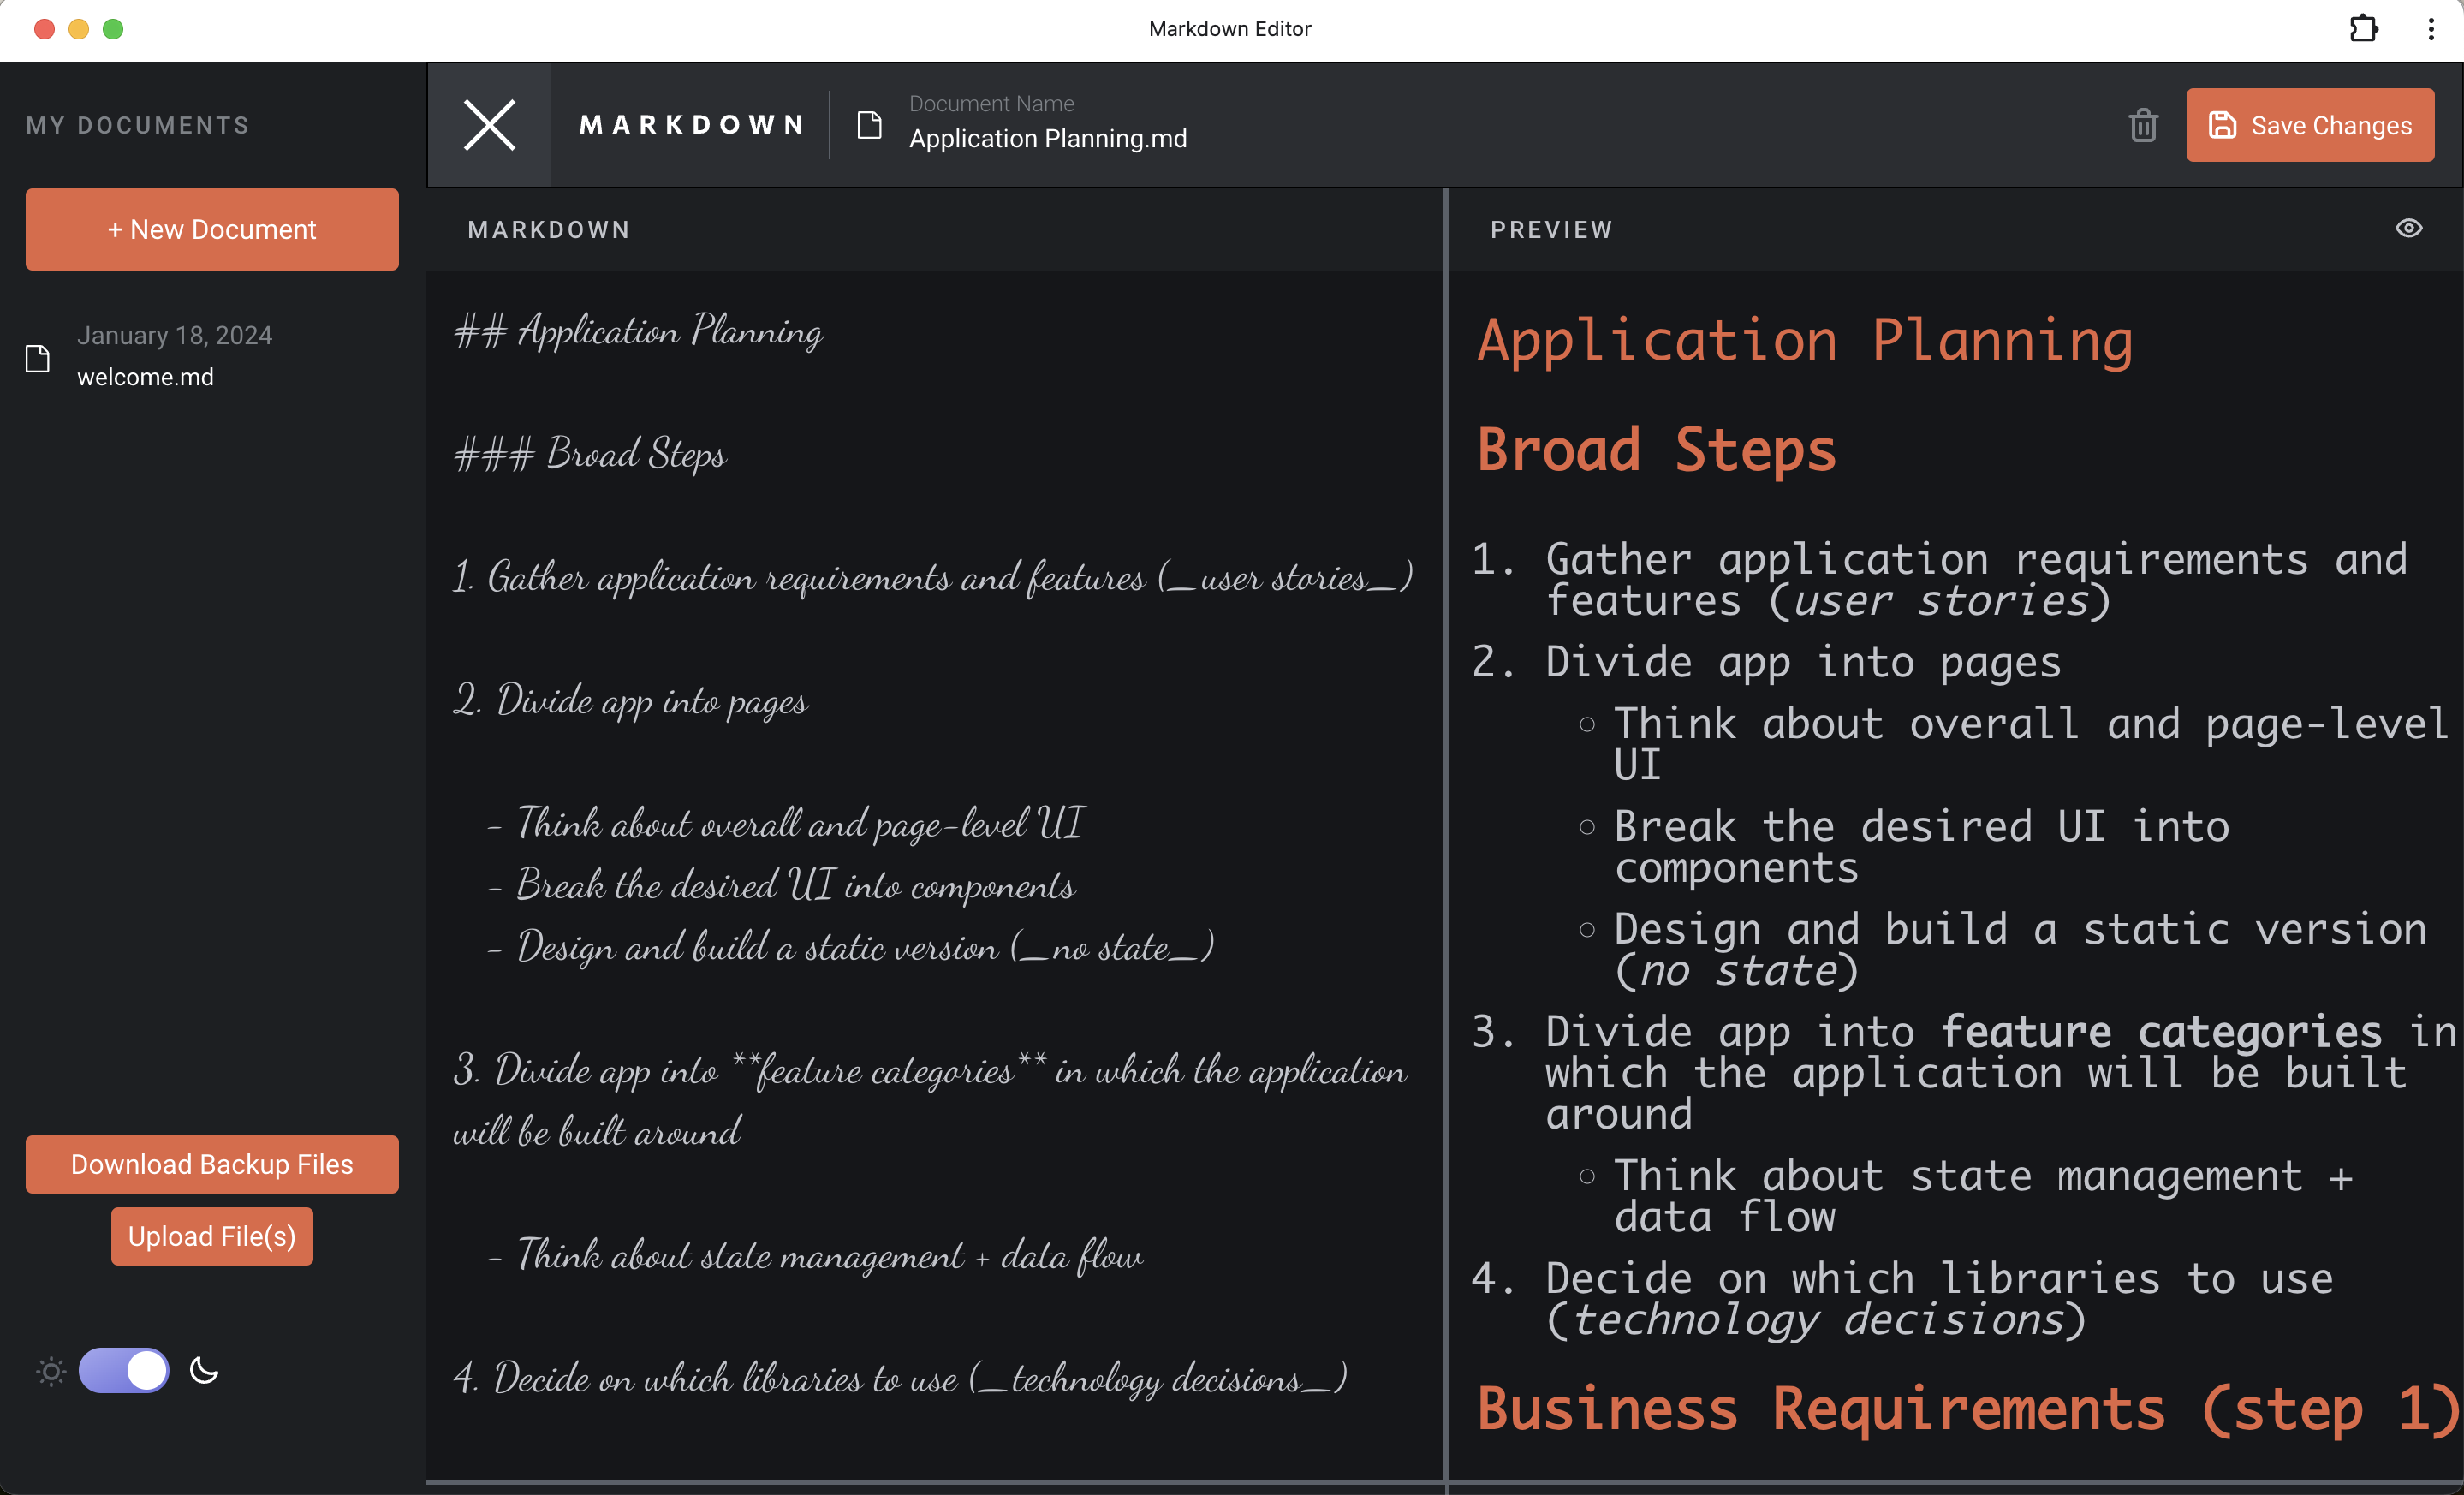 Markdown Editor
MY DOCUMENTS
+ New Document
January 18, 2024
welcome.md
Download Backup Files
Upload File(s)
MARKDOWN
Document Name
Application Planning.md
Save Changes
MARKDOWN
## Application Planning
### Broad Steps
1. Gather application requirements and features (_user stories_)
2. Divide app into pages
- Think about overall and page-level UI
- Break the desired UI into components
- Design and build a static version (_no state_)
3. Divide app into **feature categories** in which the application
will be built around
- Think about state management + data flow
4. Decide on which libraries to use (_technology decisions_)
PREVIEW
Application Planning
Broad Steps
1. Gather application requirements and
features (user stories)
2. Divide app into pages
○ Think about overall and page-level
UI
○ Break the desired UI into
components
○ Design and build a static version
(no state)
3. Divide app into feature categories in
which the application will be built
around
○ Think about state management +
data flow
4. Decide on which libraries to use
(technology decisions)
Business Requirements (step 1)